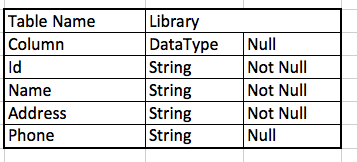 Table Name Library
Column DataType Null
Id String Not Null
Name String Not Null
Address String Not Null
Phone String Null